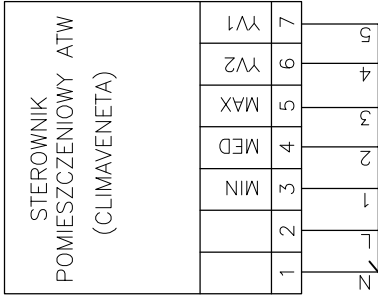 STEROWNIK
POMIESZCZENIOWY ATW
(CLIMAVENETA)
YV1 7 5
YV2 6 4
MAX 5 3
MED 4 2
MIN 3 1
2 L
1 N